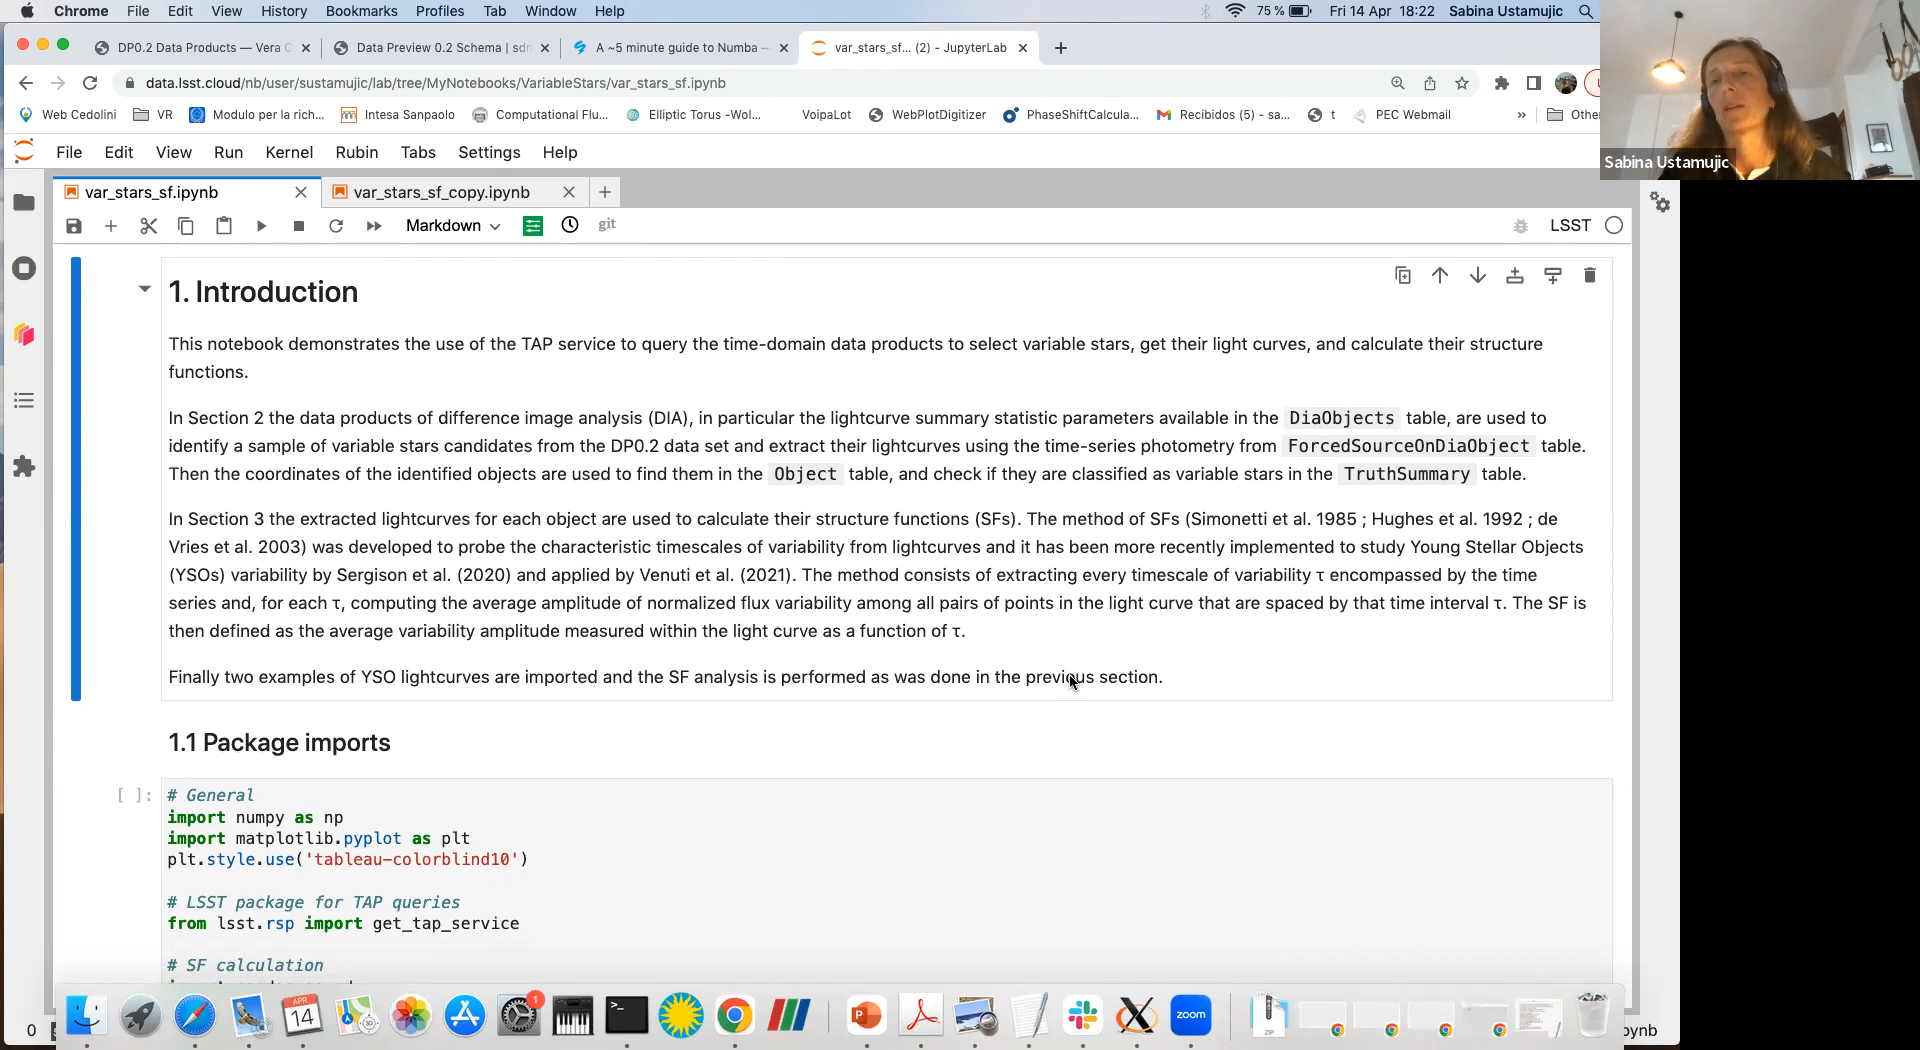 Chrome File Edit View History Bookmarks Profiles Tab Window Help 75 % Fri 14 Apr 18:22 Sabina Ustamujic
DP0.2 Data Products — Vera C Data Preview 0.2 Schema | sdm A ~5 minute guide to Numba — var_stars_sf... (2) - JupyterLab
data.lsst.cloud/nb/user/sustamujic/lab/tree/MyNotebooks/VariableStars/var_stars_sf.ipynb
Web Cedolini VR Modulo per la rich... Intesa Sanpaolo Computational Flu... Elliptic Torus -Wol... VoipaLot WebPlotDigitizer PhaseShiftCalcula... Recibidos (5) - sa... t PEC Webmail » Othe
File Edit View Run Kernel Rubin Tabs Settings Help
Sabina Ustamujic
var_stars_sf.ipynb var_stars_sf_copy.ipynb
Markdown git LSST
1. Introduction
This notebook demonstrates the use of the TAP service to query the time-domain data products to select variable stars, get their light curves, and calculate their structure
functions.
In Section 2 the data products of difference image analysis (DIA), in particular the lightcurve summary statistic parameters available in the DiaObjects table, are used to
identify a sample of variable stars candidates from the DP0.2 data set and extract their lightcurves using the time-series photometry from ForcedSourceOnDiaObject table.
Then the coordinates of the identified objects are used to find them in the Object table, and check if they are classified as variable stars in the TruthSummary table.
In Section 3 the extracted lightcurves for each object are used to calculate their structure functions (SFs). The method of SFs (Simonetti et al. 1985 ; Hughes et al. 1992 ; de
Vries et al. 2003) was developed to probe the characteristic timescales of variability from lightcurves and it has been more recently implemented to study Young Stellar Objects
(YSOs) variability by Sergison et al. (2020) and applied by Venuti et al. (2021). The method consists of extracting every timescale of variability τ encompassed by the time
series and, for each τ, computing the average amplitude of normalized flux variability among all pairs of points in the light curve that are spaced by that time interval τ. The SF is
then defined as the average variability amplitude measured within the light curve as a function of τ.
Finally two examples of YSO lightcurves are imported and the SF analysis is performed as was done in the previous section.
1.1 Package imports
[ ]: # General
import numpy as np
import matplotlib.pyplot as plt
plt.style.use('tableau-colorblind10')
# LSST package for TAP queries
from lsst.rsp import get_tap_service
# SF calculation
APR
14
1
zoom
ZIP
0
ynb